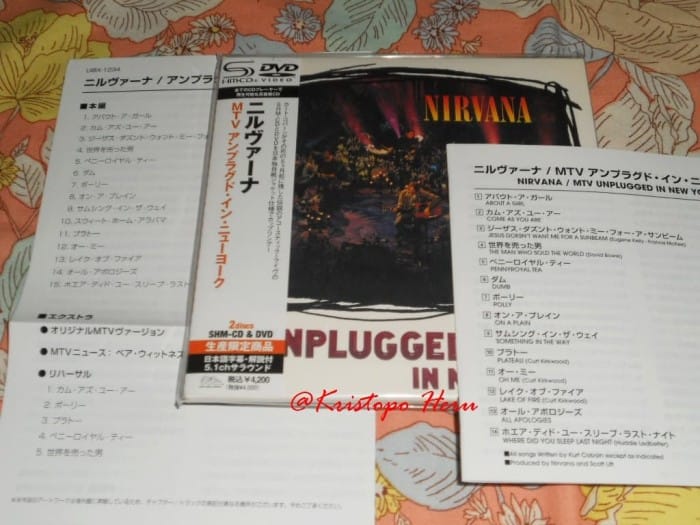 UIBX-1234
ニルヴァーナ / アンプラグ
■本編
1. アバウト・ア・ガール
2. カム・アズ・ユー・アー
3. ジーザス・ダズント・ウォント・ミー・フォー
4. 世界を売った男
5. ペニーロイヤル・ティー
6. ダム
7. ポーリー
8. オン・ア・プレイン
9. サムシング・イン・ザ・ウェイ
10. スウィート・ホーム・アラバマ
11. プラトー
12. オー・ミー
13. レイク・オブ・ファイア
14. オール・アポロジーズ
15. ホエア・ディド・ユー・スリープ・ラスト
■エクストラ
● オリジナルMTVヴァージョン
● MTVニュース：ベア・ウィットネス
● リハーサル
1. カム・アズ・ユー・アー
2. ポーリー
3. プラトー
4. ペニーロイヤル・ティー
5. 世界を売った男
SHM-CD
DVD
VIDEO
ニルヴァーナ
MTV アンプラグド・イン・ニューヨーク
2discs
SHM-CD & DVD
生産限定商品
日本語字幕・解説付
5.1chサラウンド
税込¥4,200
NIRVANA
NPLUGGED
IN N
@Kristopo Heru
ニルヴァーナ / MTV アンプラグド・イン・ニ
NIRVANA / MTV UNPLUGGED IN NEW YO
1 アバウト・ア・ガール
ABOUT A GIRL
2 カム・アズ・ユー・アー
COME AS YOU ARE
3 ジーザス・ダズント・ウォント・ミー・フォー・ア・サンビーム
JESUS DOESN'T WANT ME FOR A SUNBEAM (Eugene Kelly - Francis McKee)
4 世界を売った男
THE MAN WHO SOLD THE WORLD (David Bowie)
5 ペニーロイヤル・ティー
PENNYROYAL TEA
6 ダム
DUMB
7 ポーリー
POLLY
8 オン・ア・プレイン
ON A PLAIN
9 サムシング・イン・ザ・ウェイ
SOMETHING IN THE WAY
10 プラトー
PLATEAU (Curt Kirkwood)
11 オー・ミー
OH ME (Curt Kirkwood)
12 レイク・オブ・ファイア
LAKE OF FIRE (Curt Kirkwood)
13 オール・アポロジーズ
ALL APOLOGIES
14 ホエア・ディド・ユー・スリープ・ラスト・ナイト
WHERE DID YOU SLEEP LAST NIGHT (Huddie Ledbetter)
■All songs Written by Kurt Cobain except as indicated
■Produced by Nirvana and Scott Litt